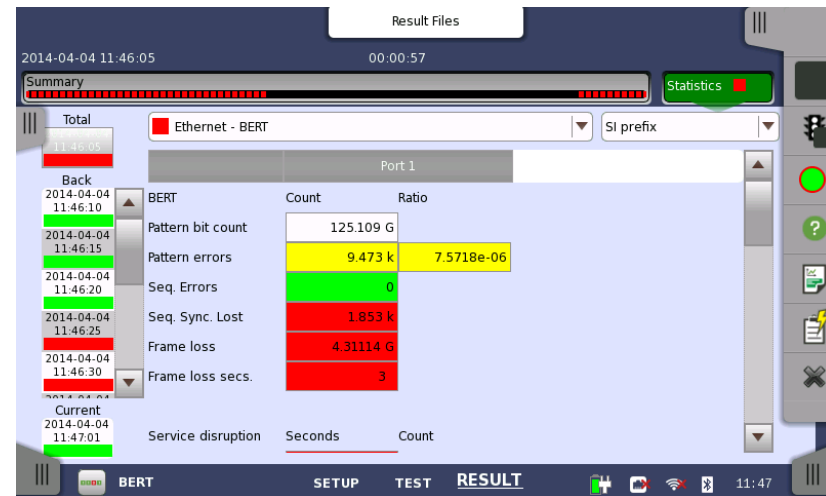 Result Files
2014-04-04 11:46:05 00:00:57
Summary
Statistics
Total
11:46:05
Ethernet - BERT
SI prefix
Port 1
Back
2014-04-04
11:46:10
2014-04-04
11:46:15
2014-04-04
11:46:20
2014-04-04
11:46:25
2014-04-04
11:46:30
BERT Count Ratio
Pattern bit count 125.109 G
Pattern errors 9.473 k 7.5718e-06
Seq. Errors 0
Seq. Sync. Lost 1.853 k
Frame loss 4.31114 G
Frame loss secs. 3
Current
2014-04-04
11:47:01
Service disruption Seconds Count
BERT SETUP TEST RESULT 11:47